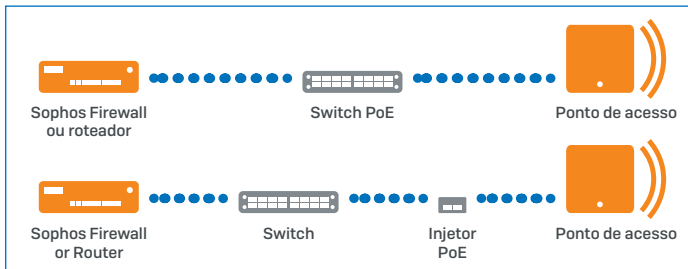 Sophos Firewall
ou roteador
Switch PoE
Ponto de acesso
Sophos Firewall
or Router
Switch
Injetor
PoE
Ponto de acesso